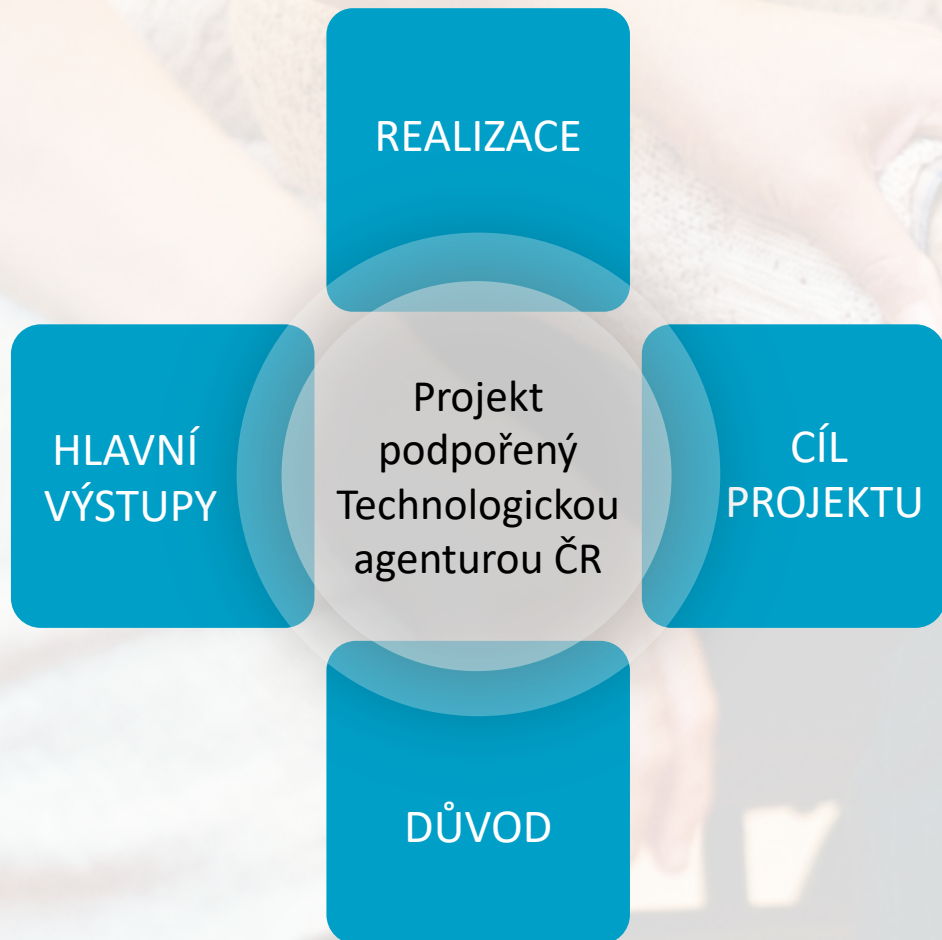 REALIZACE
HLAVNÍ
VÝSTUPY
Projekt
podpořený
Technologickou
agenturou ČR
CÍL
PROJEKTU
DŮVOD